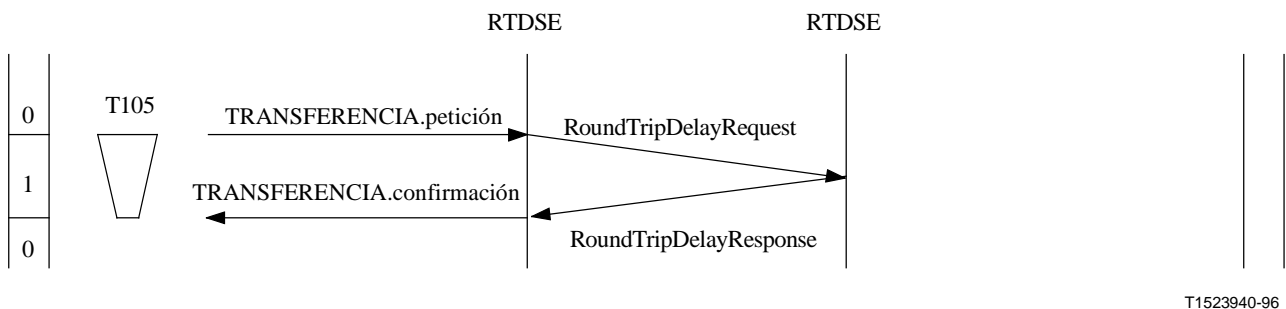 RTDSE RTDSE
T105
0
TRANSFERENCIA.petición
RoundTripDelayRequest
1
TRANSFERENCIA.confirmación
RoundTripDelayResponse
0
T1523940-96